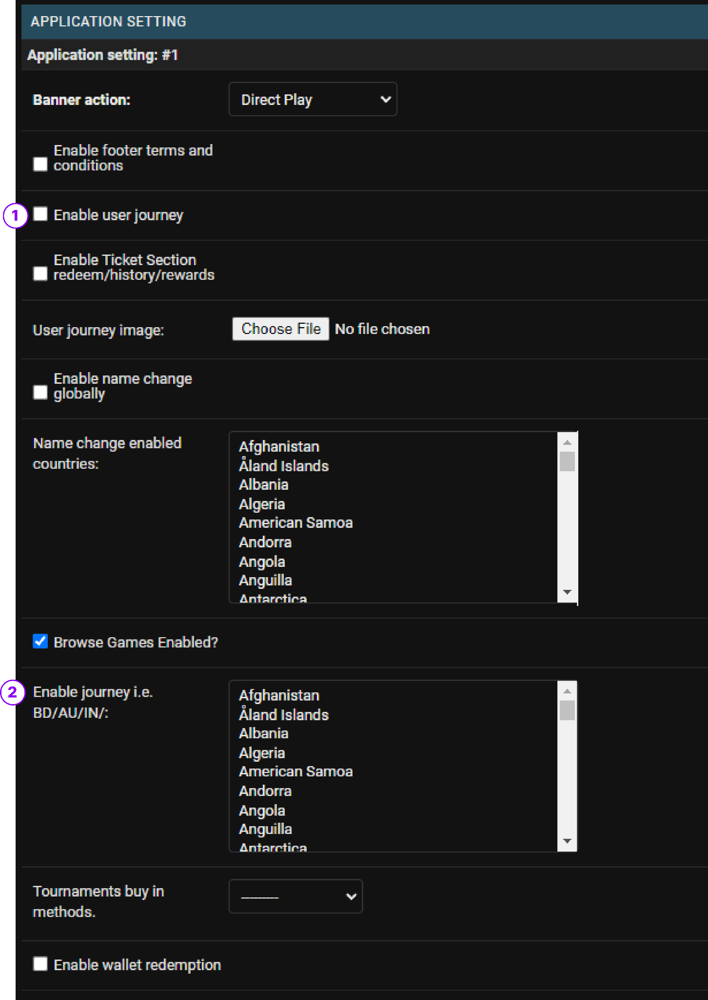 APPLICATION SETTING
Application setting: #1
Banner action:
Direct Play
Enable footer terms and
conditions
1
Enable user journey
Enable Ticket Section
redeem/history/rewards
User journey image:
Choose File No file chosen
Enable name change
globally
Name change enabled
countries:
Afghanistan
Åland Islands
Albania
Algeria
American Samoa
Andorra
Angola
Anguilla
Antarctica
Browse Games Enabled?
2
Enable journey i.e.
BD/AU/IN/:
Afghanistan
Åland Islands
Albania
Algeria
American Samoa
Andorra
Angola
Anguilla
Antarctica
Tournaments buy in
methods.
---------
Enable wallet redemption